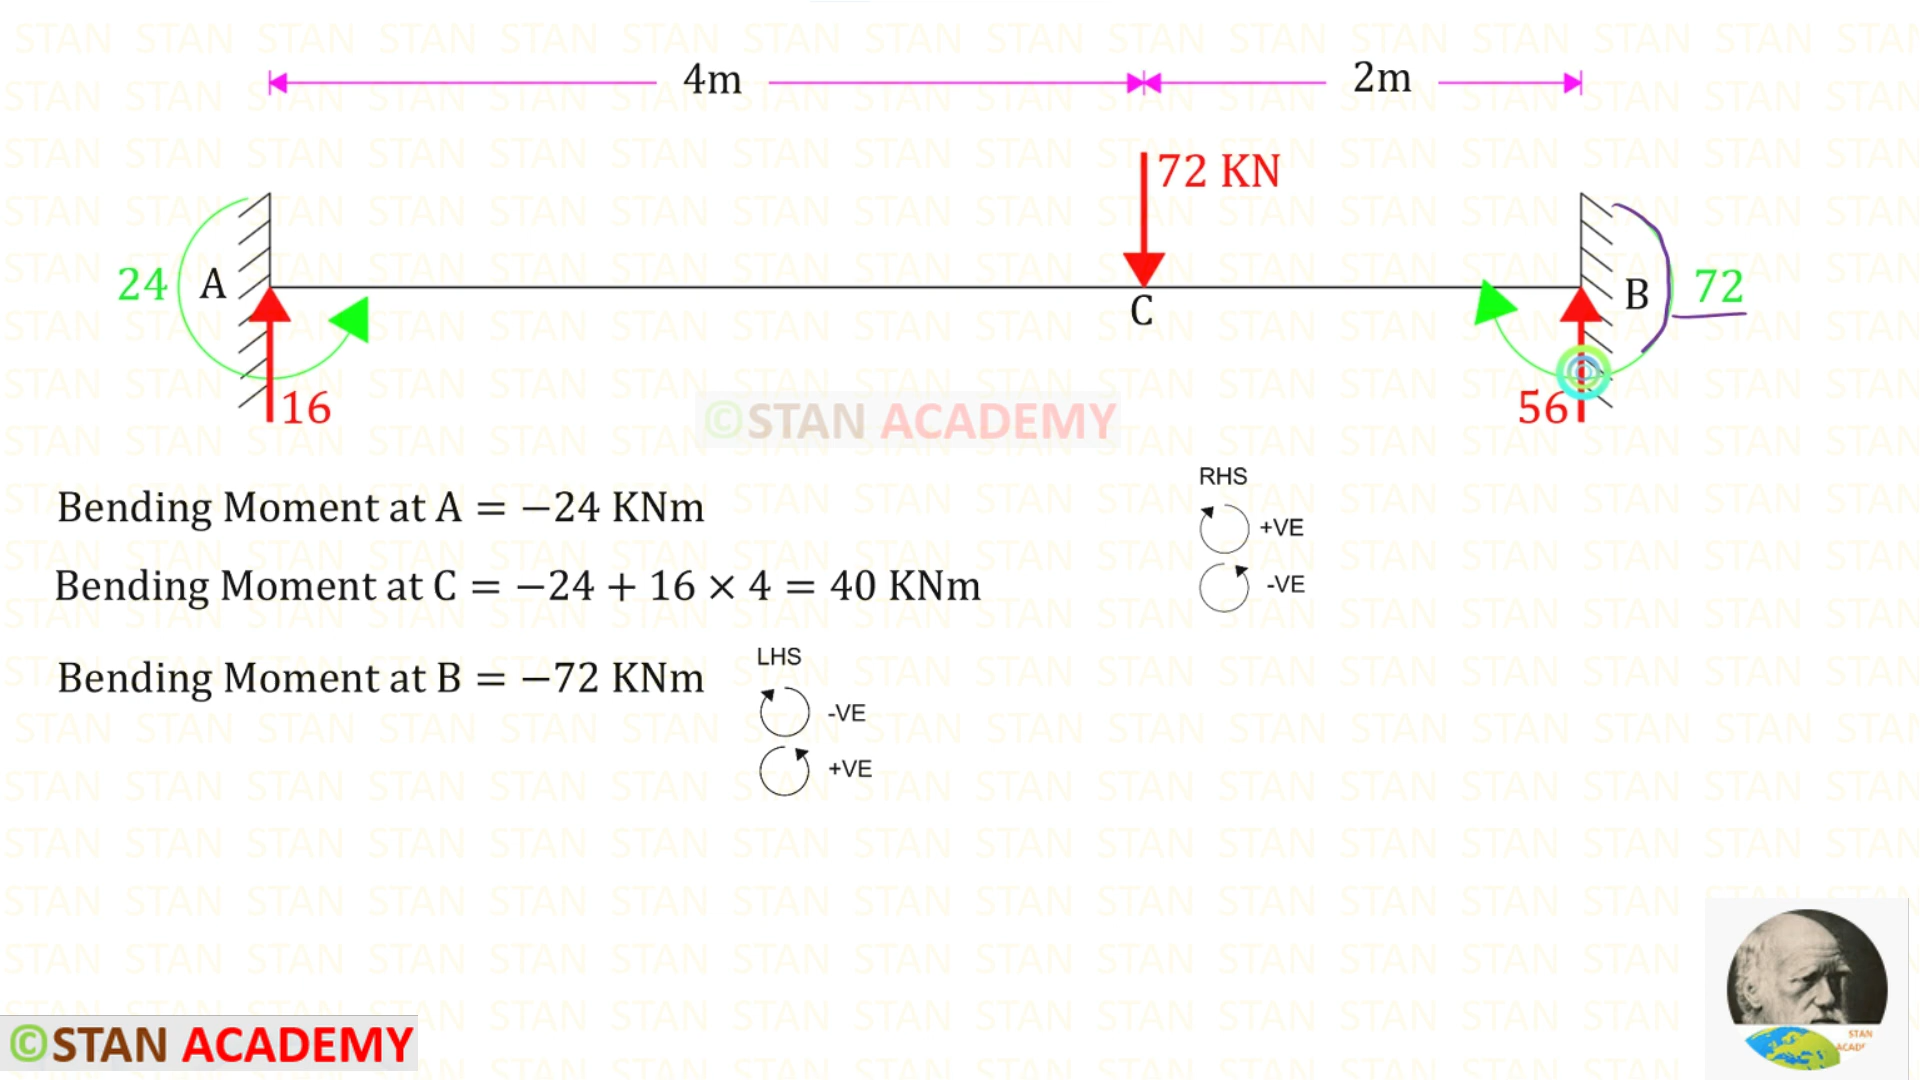 4m
2m
72 KN
24
A
C
B
72
16
56
©STAN ACADEMY
Bending Moment at A = −24 KNm
RHS
+VE
Bending Moment at C = −24 + 16 × 4 = 40 KNm
-VE
Bending Moment at B = −72 KNm
LHS
-VE
+VE
©STAN ACADEMY
STAN